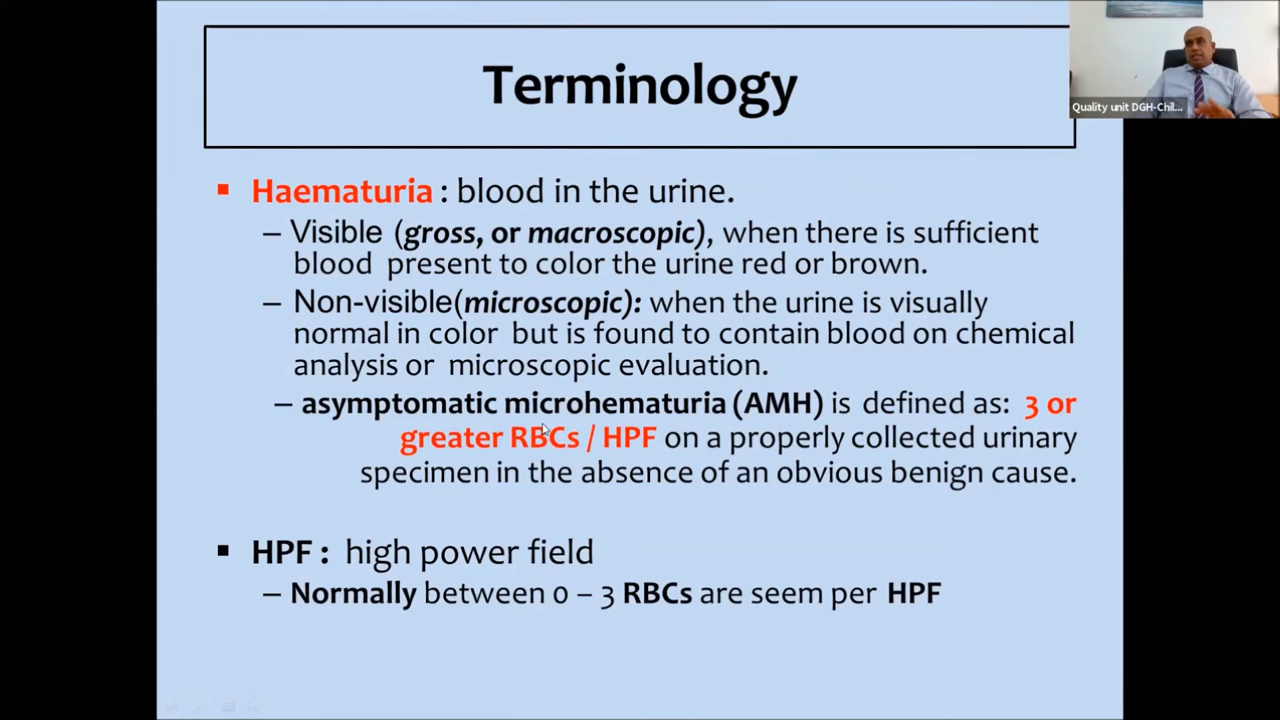 Terminology
Quality unit DGH-Chil...
▪ Haematuria : blood in the urine.
– Visible (gross, or macroscopic), when there is sufficient
blood present to color the urine red or brown.
– Non-visible(microscopic): when the urine is visually
normal in color but is found to contain blood on chemical
analysis or microscopic evaluation.
– asymptomatic microhematuria (AMH) is defined as: 3 or
greater RBCs / HPF on a properly collected urinary
specimen in the absence of an obvious benign cause.
▪ HPF : high power field
– Normally between 0 – 3 RBCs are seem per HPF